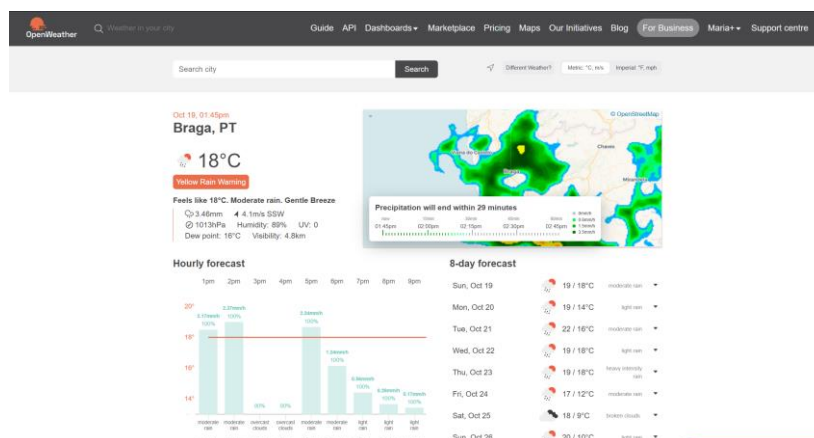 OpenWeather
Weather in your city
Guide API Dashboards Marketplace Pricing Maps Our Initiatives Blog For Business Maria+ Support centre
Search city
Search
Different Weather?
Metric: °C, m/s
Imperial: °F, mph
Oct 19, 01:45pm
Braga, PT
18°C
Yellow Rain Warning
Feels like 18°C. Moderate rain. Gentle Breeze
3.46mm 4.1m/s SSW
1013hPa Humidity: 89% UV: 0
Dew point: 16°C Visibility: 4.8km
© OpenStreetMap
Chaves
Braga
Precipitation will end within 29 minutes
now
01:45pm 02:00pm 02:15pm 02:30pm 02:45pm
Hourly forecast
1pm 2pm 3pm 4pm 5pm 6pm 7pm 8pm 9pm
20°
18°
16°
14°
100% 100% 100% 100% 100% 100% 100%
moderate rain moderate rain overcast clouds overcast clouds moderate rain moderate rain light rain light rain light rain
8-day forecast
Sun, Oct 19 19 / 18°C moderate rain
Mon, Oct 20 19 / 14°C light rain
Tue, Oct 21 22 / 16°C moderate rain
Wed, Oct 22 19 / 18°C light rain
Thu, Oct 23 19 / 18°C heavy intensity rain
Fri, Oct 24 17 / 12°C moderate rain
Sat, Oct 25 18 / 9°C broken clouds
Sun, Oct 26 20 / 10°C light rain